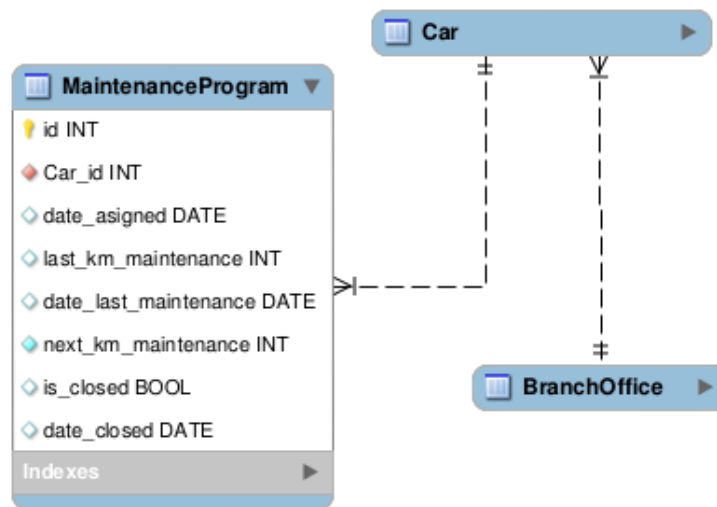 Car
MaintenanceProgram
id INT
Car_id INT
date_asigned DATE
last_km_maintenance INT
date_last_maintenance DATE
next_km_maintenance INT
is_closed BOOL
date_closed DATE
Indexes
BranchOffice